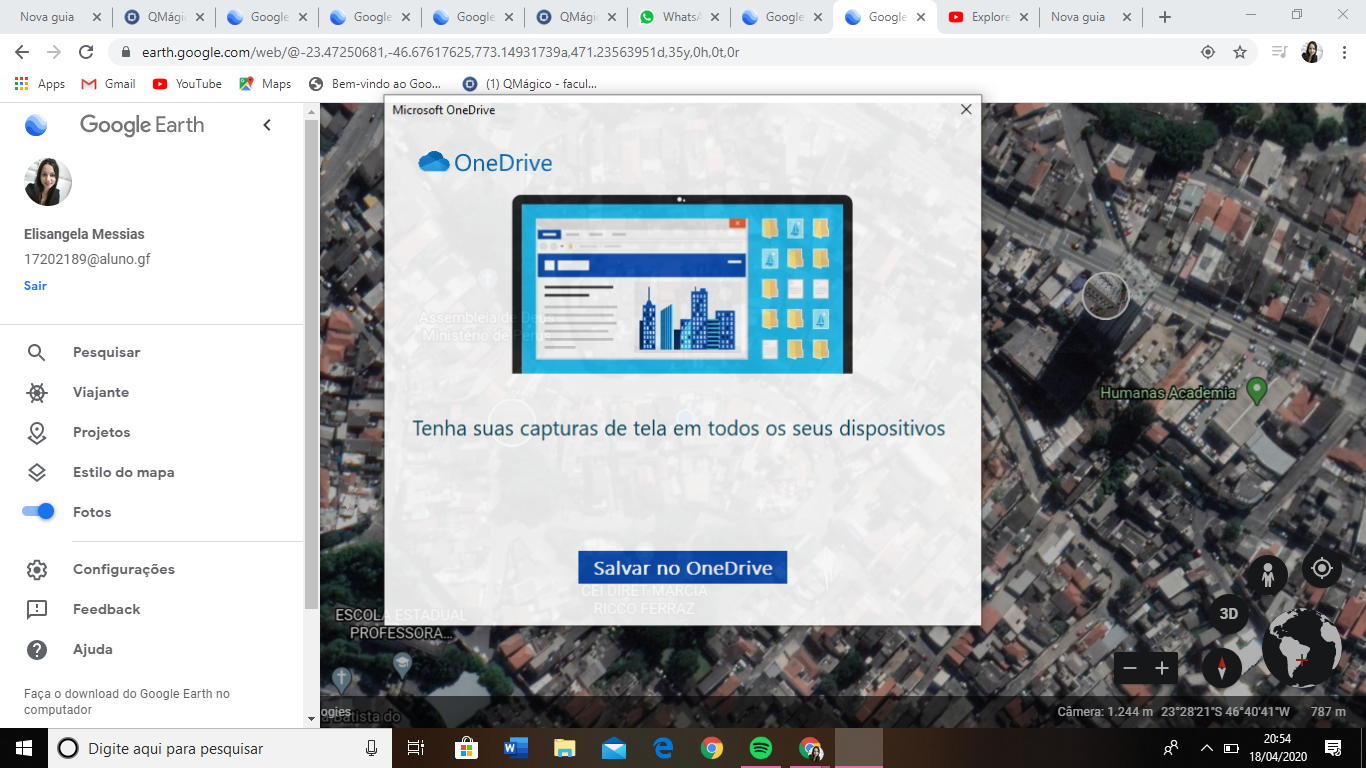 Nova guia
QMágic
Google
Google
Google
QMágic
WhatsA
Google
Google
Explore
Nova guia
earth.google.com/web/@-23.47250681,-46.67617625,773.14931739a,471.23563951d,35y,0h,0t,0r
Apps
Gmail
YouTube
Maps
Bem-vindo ao Goo...
(1) QMágico - facul...
Google Earth
Elisangela Messias
17202189@aluno.gf
Sair
Pesquisar
Viajante
Projetos
Estilo do mapa
Fotos
Configurações
Feedback
Ajuda
Faça o download do Google Earth no
computador
Microsoft OneDrive
OneDrive
Assembleia de Deus
Ministério de Perus
Tenha suas capturas de tela em todos os seus dispositivos
Salvar no OneDrive
CEI DIRET MARCIA
RICCO FERRAZ
Humanas Academia
ESCOLA ESTADUAL
PROFESSORA...
3D
ogies
a Batista do
Câmera: 1.244 m 23°28'21"S 46°40'41"W 787 m
Digite aqui para pesquisar
20:54
18/04/2020